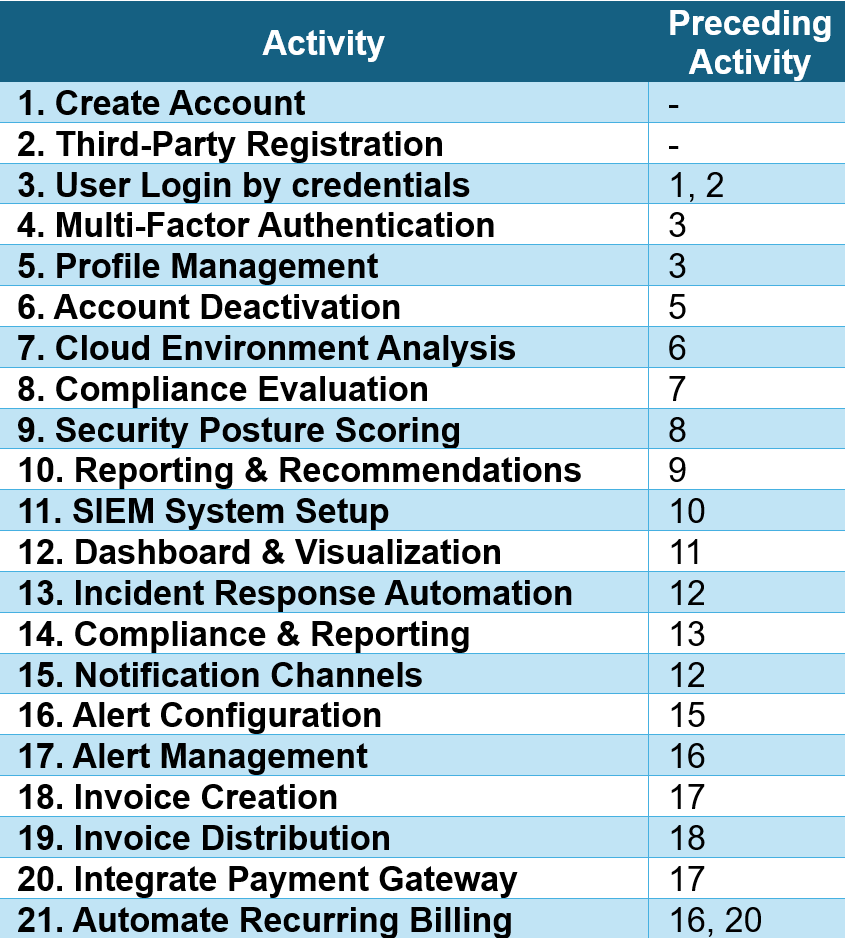 Activity Preceding Activity
1. Create Account -
2. Third-Party Registration -
3. User Login by credentials 1, 2
4. Multi-Factor Authentication 3
5. Profile Management 3
6. Account Deactivation 5
7. Cloud Environment Analysis 6
8. Compliance Evaluation 7
9. Security Posture Scoring 8
10. Reporting & Recommendations 9
11. SIEM System Setup 10
12. Dashboard & Visualization 11
13. Incident Response Automation 12
14. Compliance & Reporting 13
15. Notification Channels 12
16. Alert Configuration 15
17. Alert Management 16
18. Invoice Creation 17
19. Invoice Distribution 18
20. Integrate Payment Gateway 17
21. Automate Recurring Billing 16, 20